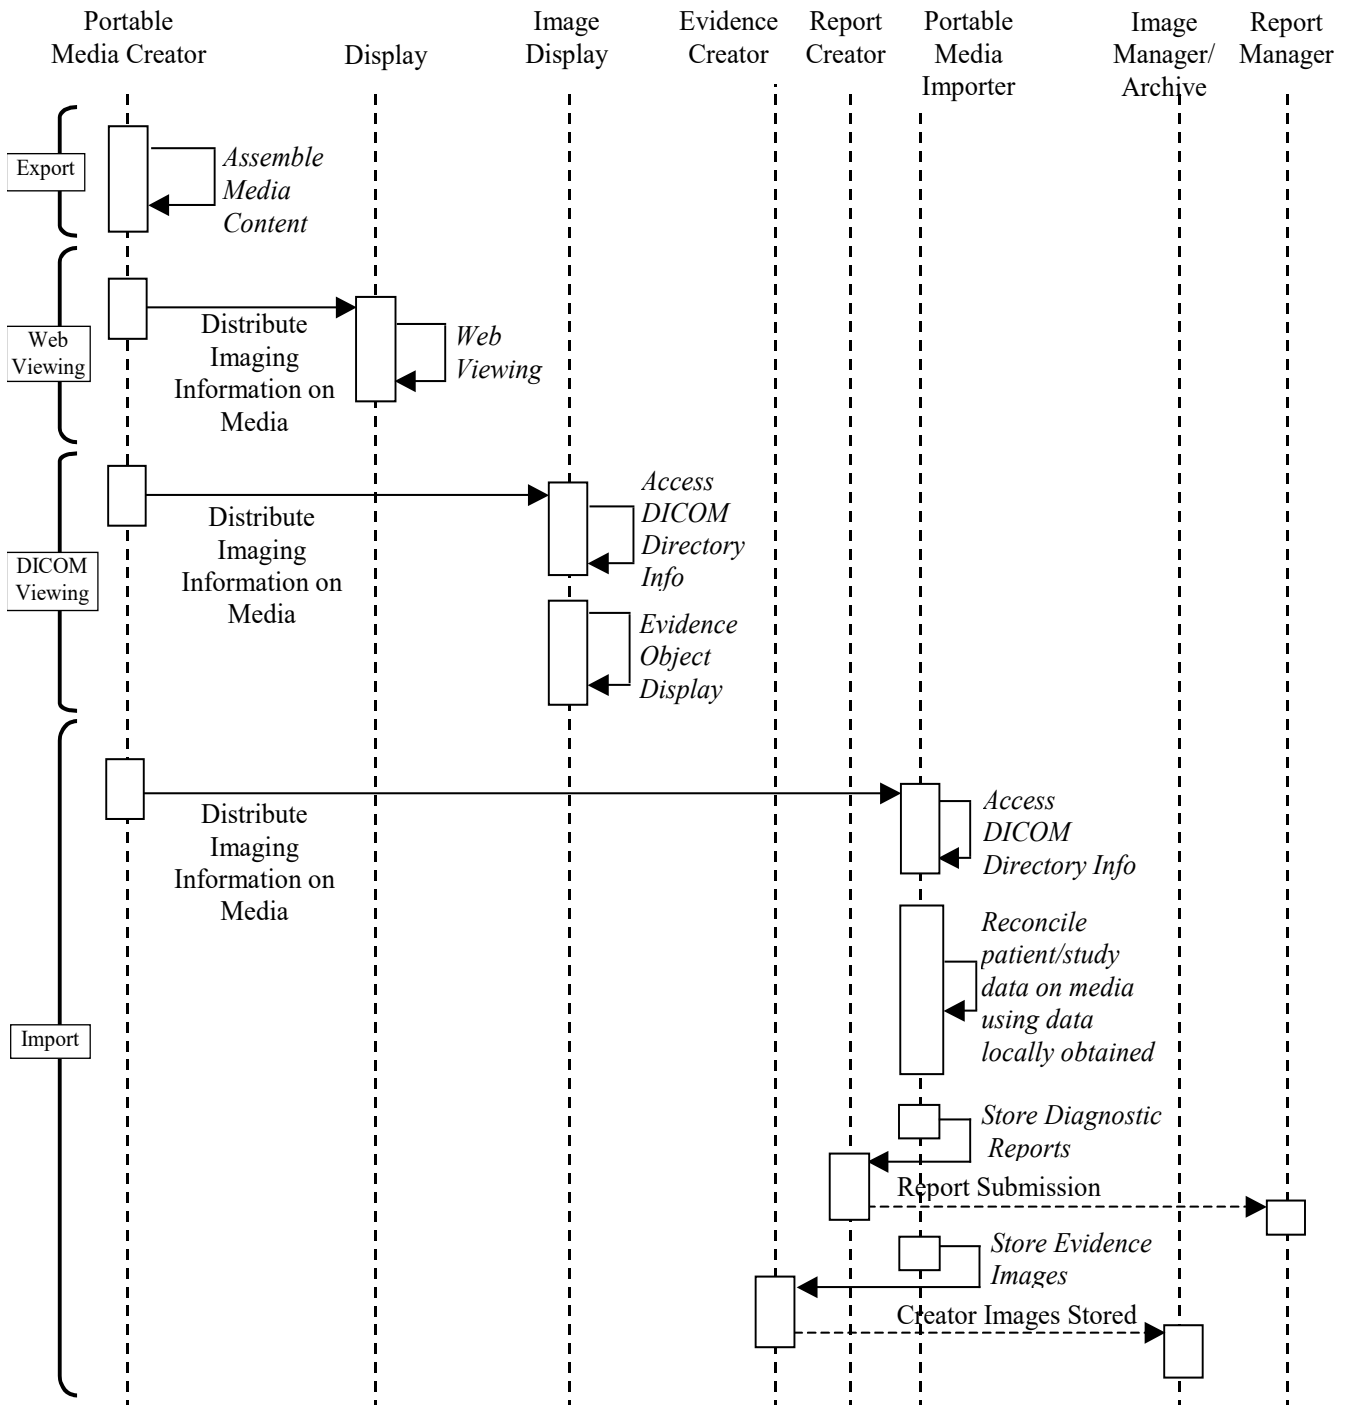 Portable
Media Creator
Display
Image
Display
Evidence
Creator
Report
Creator
Portable
Media
Importer
Image
Manager/
Archive
Report
Manager
Export
Assemble
Media
Content
Web
Viewing
Distribute
Imaging
Information on
Media
Web
Viewing
DICOM
Viewing
Distribute
Imaging
Information on
Media
Access
DICOM
Directory
Info
Evidence
Object
Display
Import
Distribute
Imaging
Information on
Media
Access
DICOM
Directory Info
Reconcile
patient/study
data on media
using data
locally obtained
Store Diagnostic
Reports
Report Submission
Store Evidence
Images
Creator Images Stored